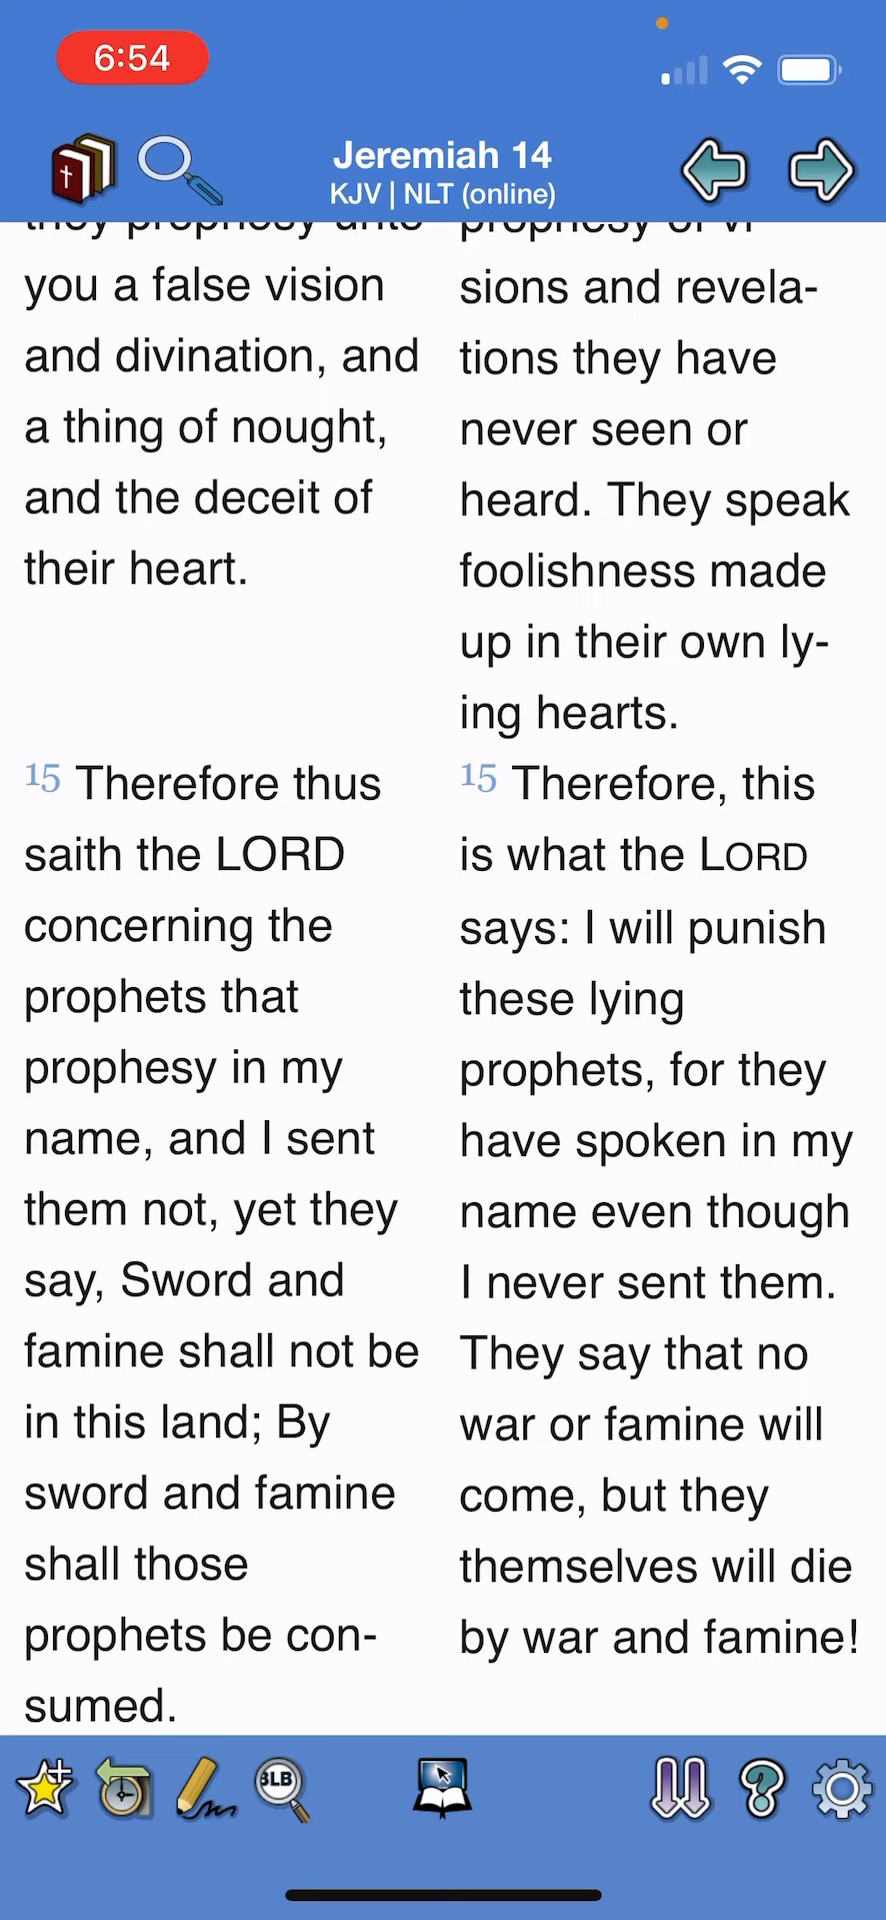 6:54
Jeremiah 14
KJV | NLT (online)
they prophesy unto
you a false vision
and divination, and
a thing of nought,
and the deceit of
their heart.
15 Therefore thus
saith the LORD
concerning the
prophets that
prophesy in my
name, and I sent
them not, yet they
say, Sword and
famine shall not be
in this land; By
sword and famine
shall those
prophets be con-
sumed.
prophesy of vi
sions and revela-
tions they have
never seen or
heard. They speak
foolishness made
up in their own ly-
ing hearts.
15 Therefore, this
is what the LORD
says: I will punish
these lying
prophets, for they
have spoken in my
name even though
I never sent them.
They say that no
war or famine will
come, but they
themselves will die
by war and famine!
BLB